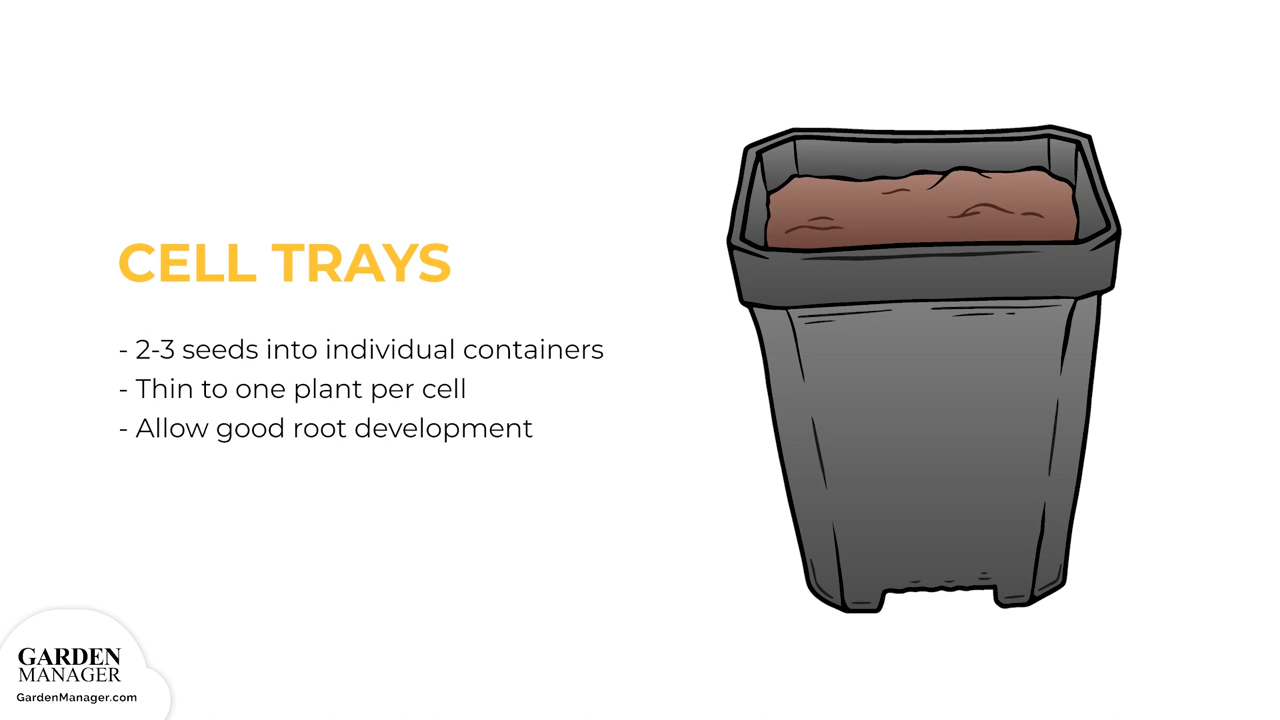 CELL TRAYS
- 2-3 seeds into individual containers
- Thin to one plant per cell
- Allow good root development
GARDEN
MANAGER
GardenManager.com